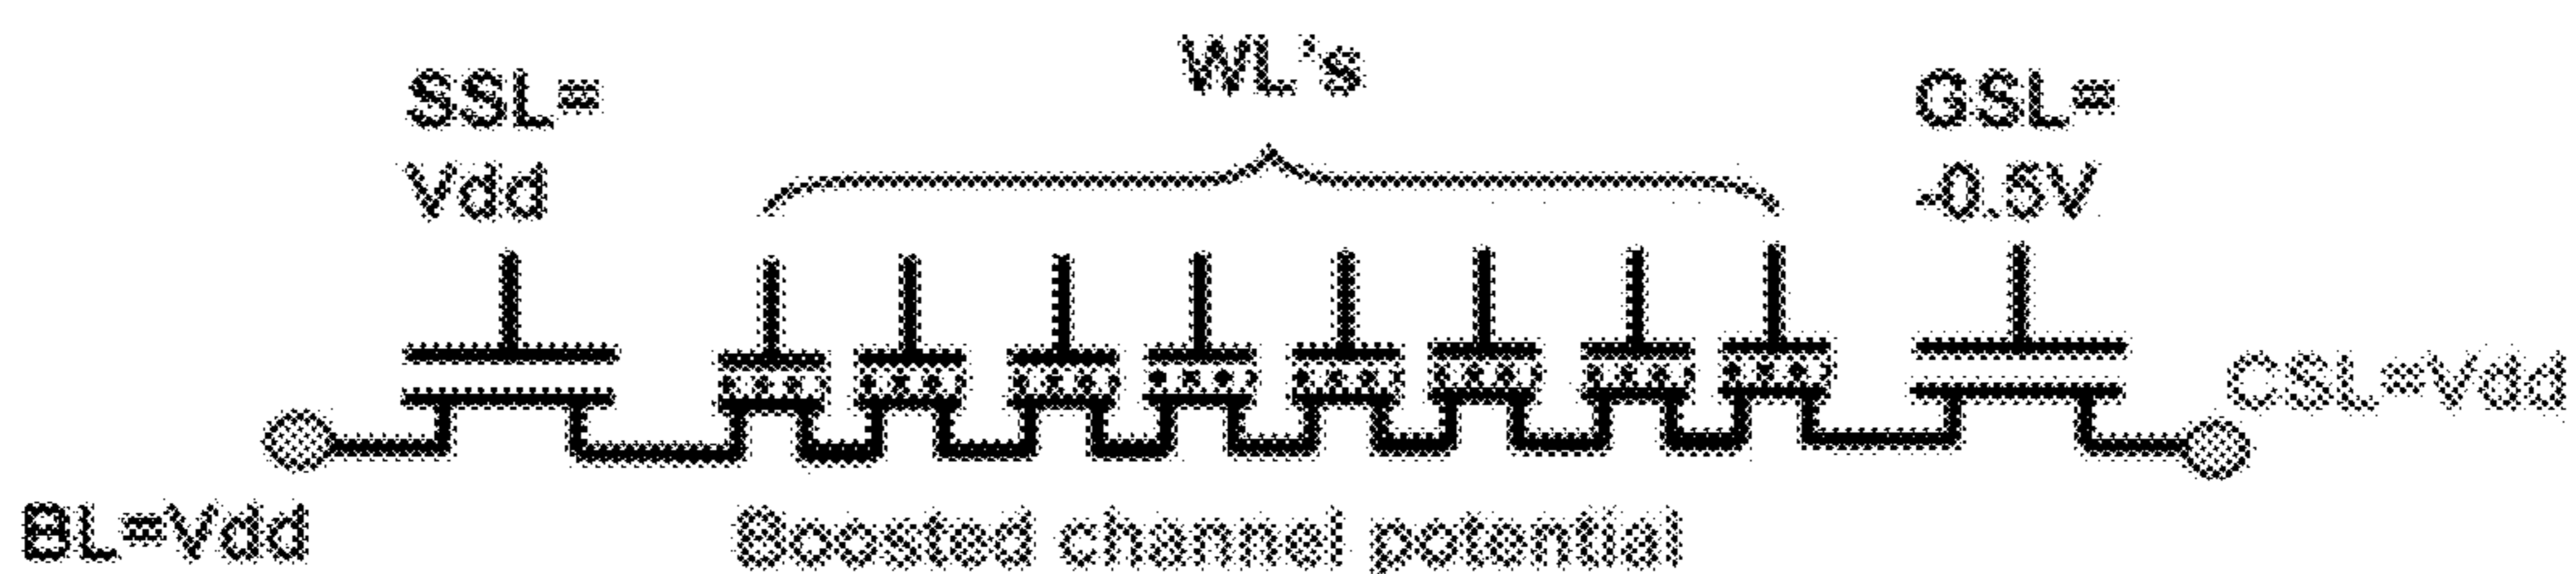 WL's
SSL=
Vdd
GSL=
-0.5V
CSL=Vdd
BL=Vdd
Boosted channel potential